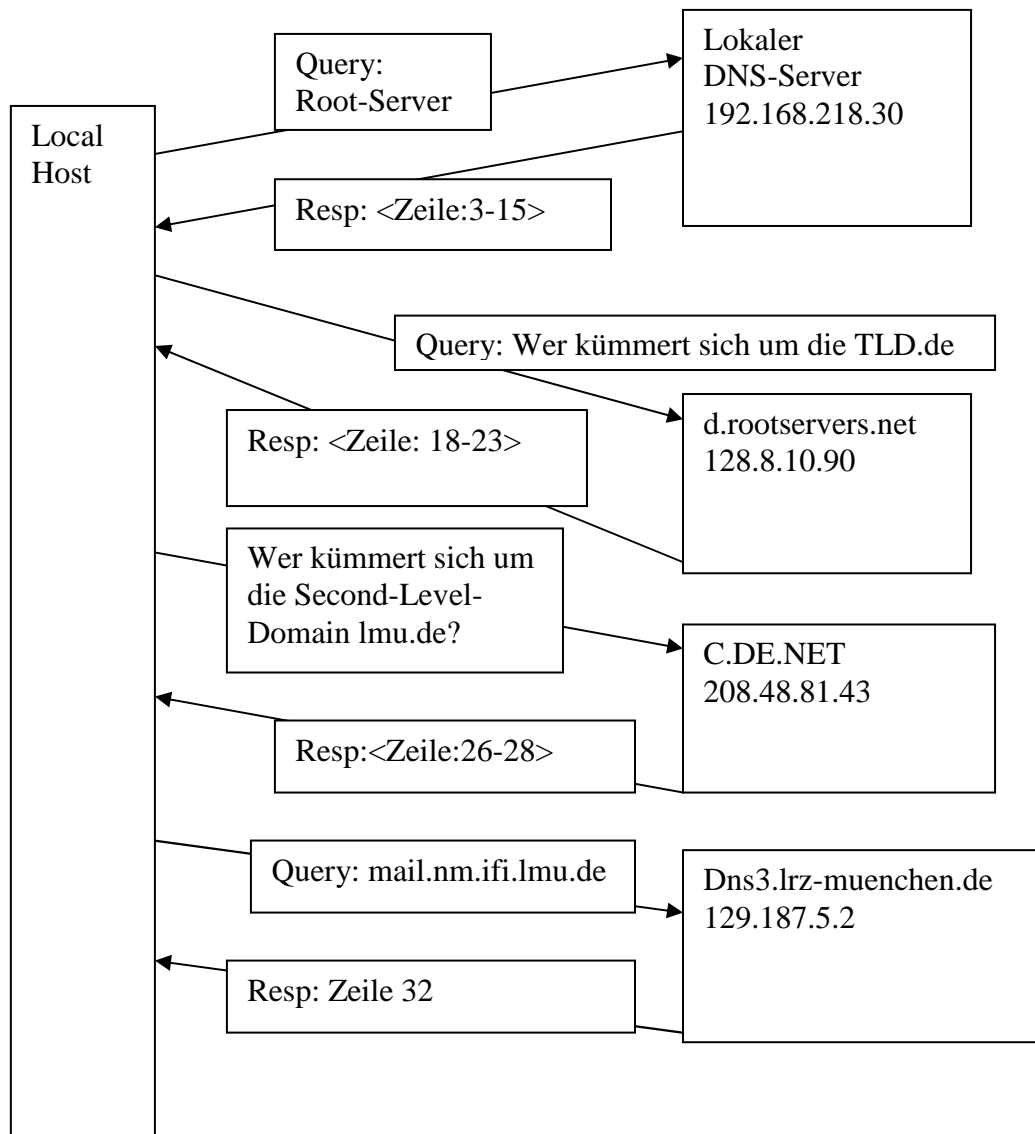 Local
Host
Query:
Root-Server
Lokaler
DNS-Server
192.168.218.30
Resp: <Zeile:3-15>
Query: Wer kümmert sich um die TLD.de
d.rootservers.net
128.8.10.90
Resp: <Zeile: 18-23>
Wer kümmert sich um
die Second-Level-
Domain lmu.de?
C.DE.NET
208.48.81.43
Resp:<Zeile:26-28>
Query: mail.nm.ifi.lmu.de
Dns3.lrz-muenchen.de
129.187.5.2
Resp: Zeile 32